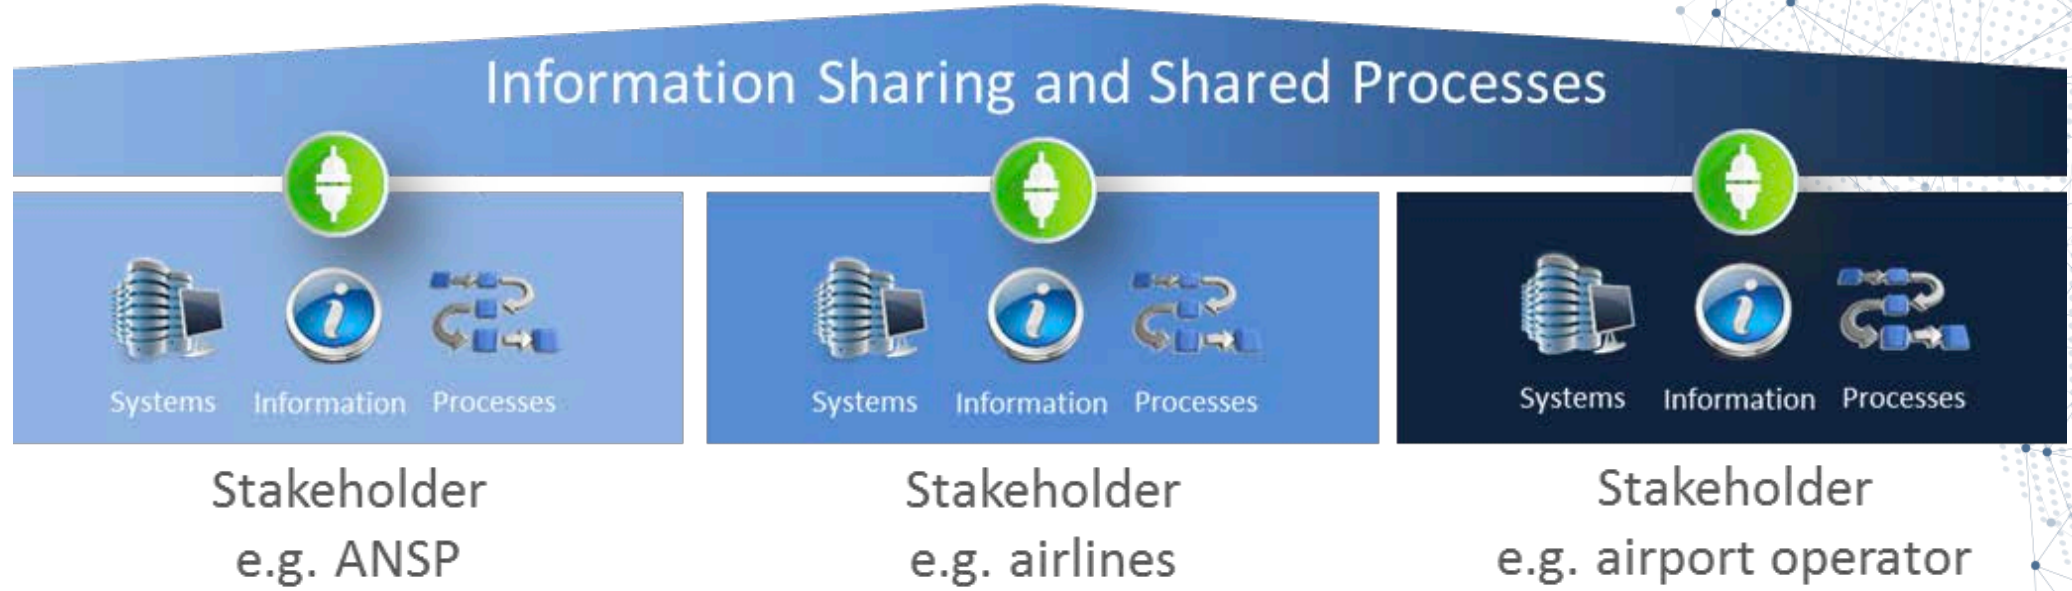 Information Sharing and Shared Processes
Systems Information Processes
Systems Information Processes
Systems Information Processes
Stakeholder
e.g. ANSP
Stakeholder
e.g. airlines
Stakeholder
e.g. airport operator